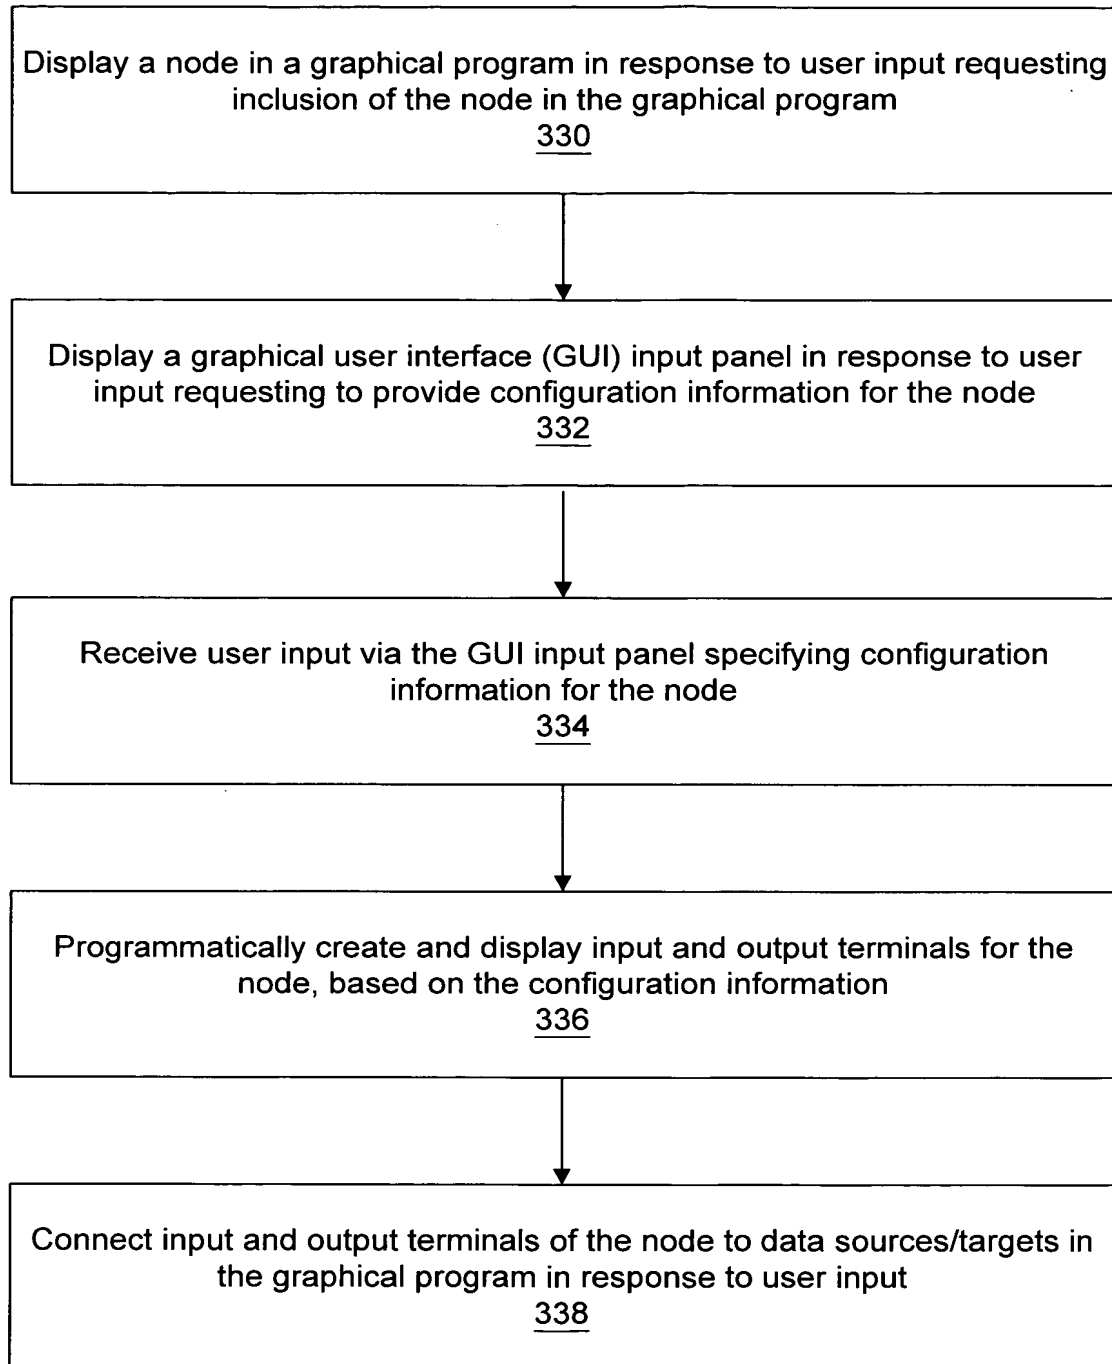 Display a node in a graphical program in response to user input requesting
inclusion of the node in the graphical program
330
Display a graphical user interface (GUI) input panel in response to user
input requesting to provide configuration information for the node
332
Receive user input via the GUI input panel specifying configuration
information for the node
334
Programmatically create and display input and output terminals for the
node, based on the configuration information
336
Connect input and output terminals of the node to data sources/targets in
the graphical program in response to user input
338